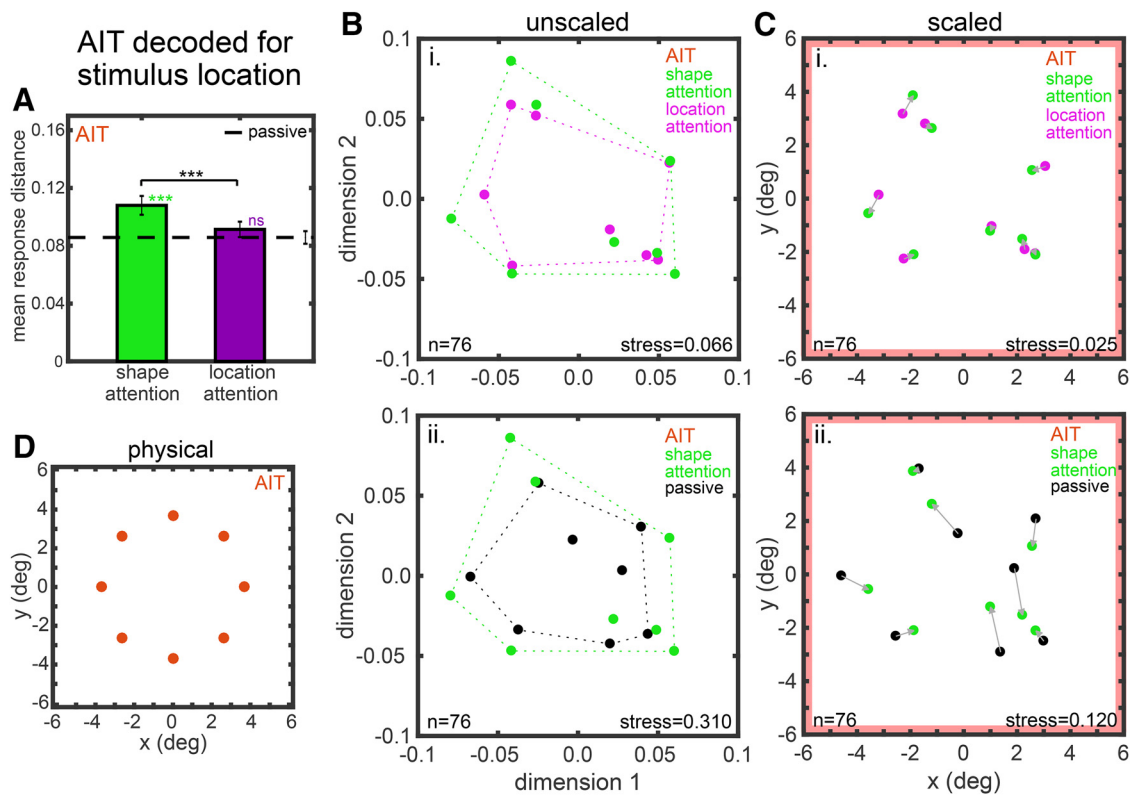 AIT decoded for
stimulus location
A
AIT
passive
***
***
ns
mean response distance
0.16
0.12
0.08
0.04
0
shape
attention
location
attention
B
unscaled
i.
AIT
shape
attention
location
attention
dimension 2
0.1
0.05
0.0
-0.05
-0.1
n=76
stress=0.066
-0.1
-0.05
0.0
0.05
0.1
ii.
AIT
shape
attention
passive
dimension 2
0.1
0.05
0.0
-0.05
-0.1
n=76
stress=0.310
-0.1
-0.05
0.0
0.05
0.1
dimension 1
C
scaled
i.
AIT
shape
attention
location
attention
y (deg)
6
4
2
0
-2
-4
-6
n=76
stress=0.025
-6
-4
-2
0
2
4
6
ii.
AIT
shape
attention
passive
y (deg)
6
4
2
0
-2
-4
-6
n=76
stress=0.120
-6
-4
-2
0
2
4
6
x (deg)
D
physical
AIT
y (deg)
6
4
2
0
-2
-4
-6
-6
-4
-2
0
2
4
6
x (deg)